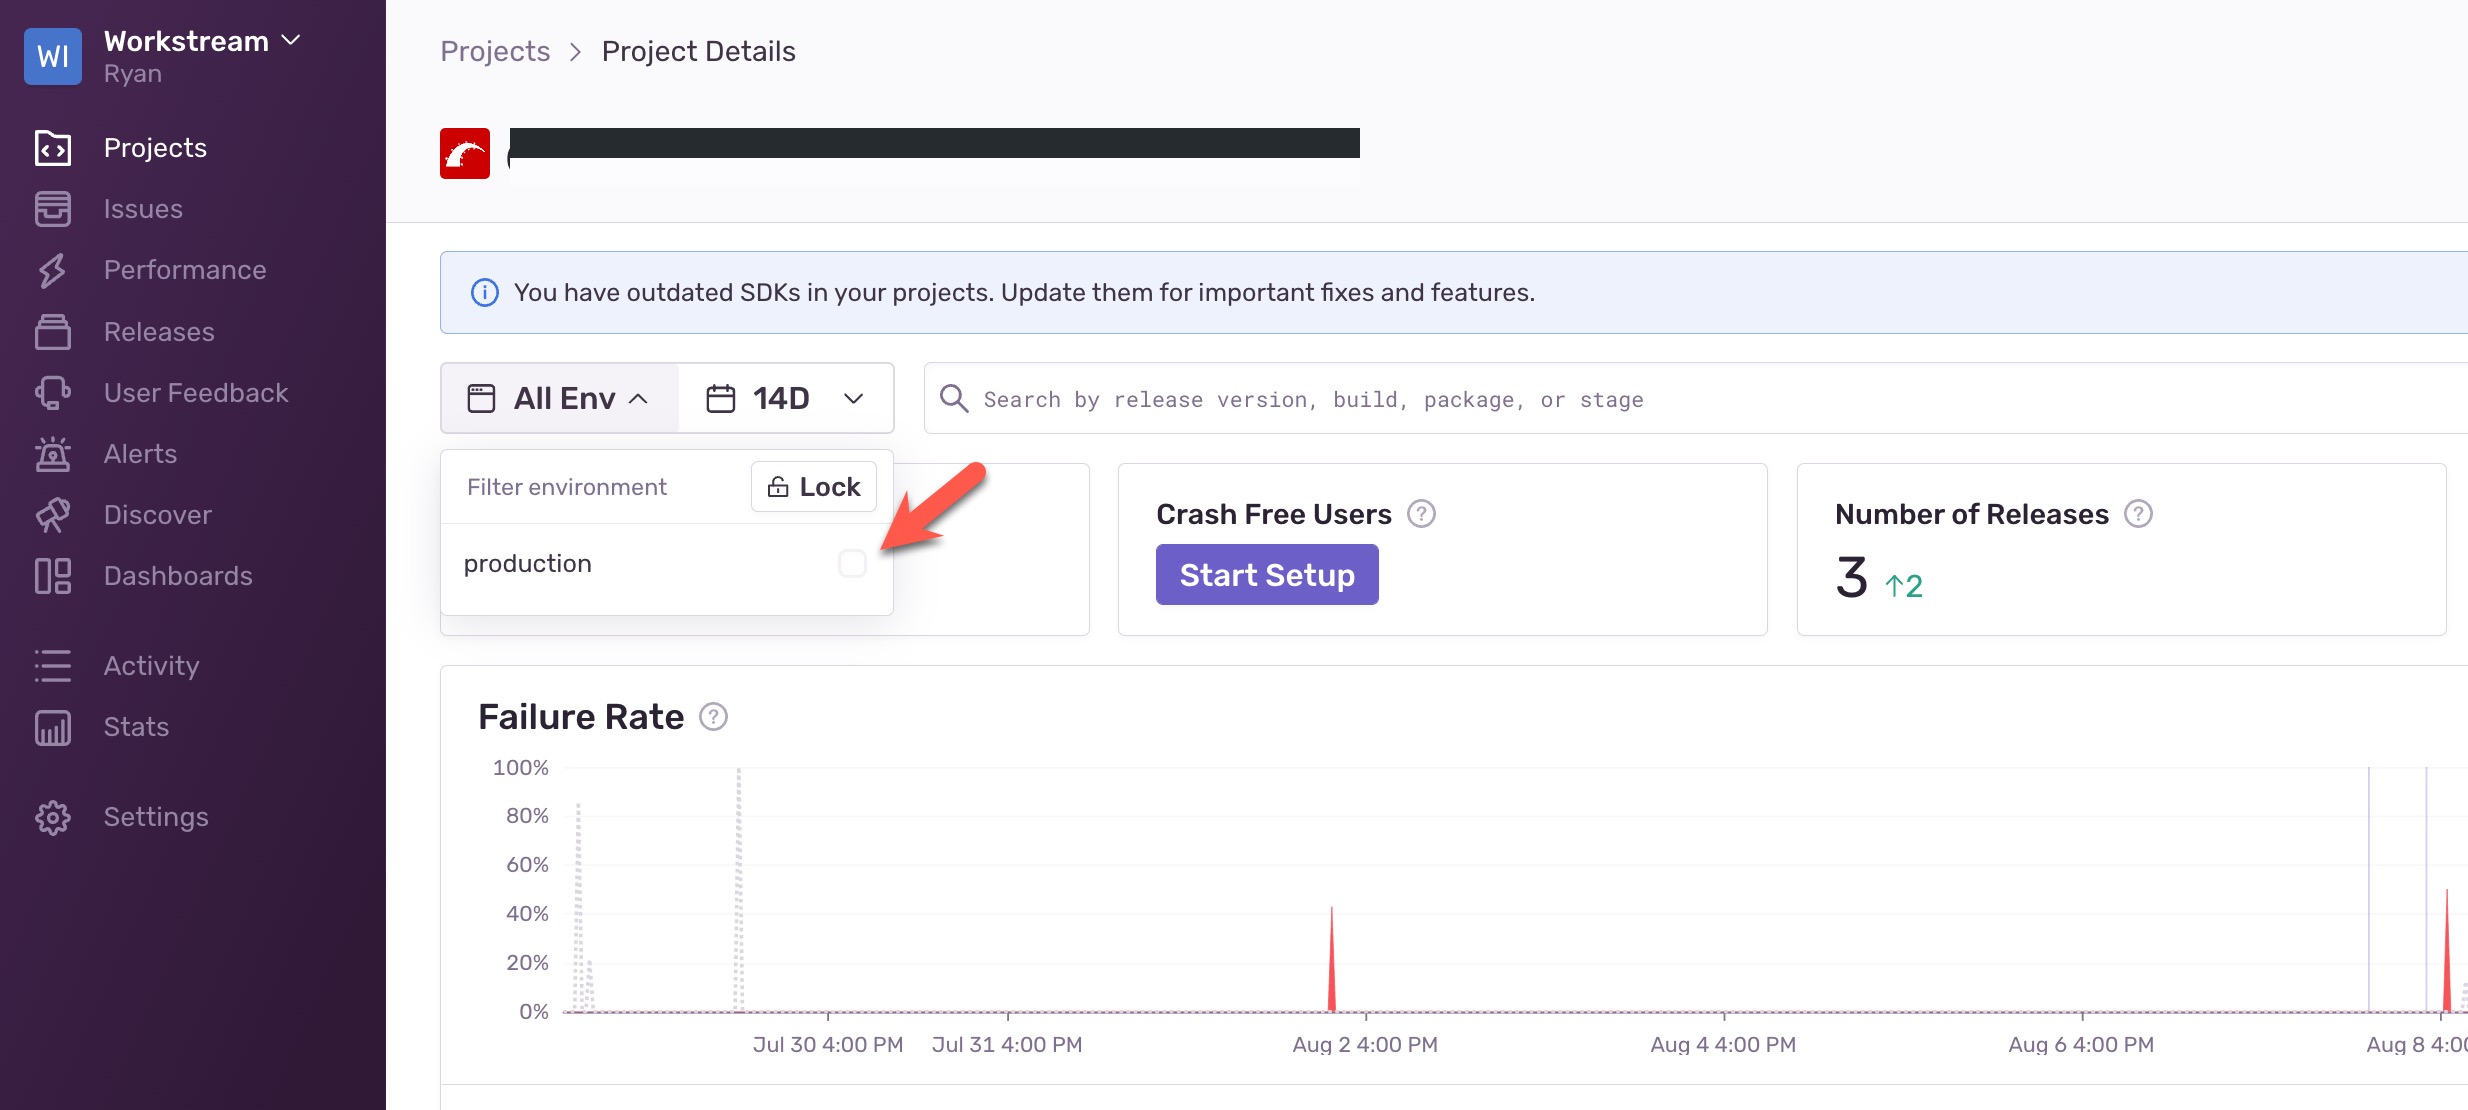 WI
Workstream
Ryan
Projects
Issues
Performance
Releases
User Feedback
Alerts
Discover
Dashboards
Activity
Stats
Settings
Projects > Project Details
You have outdated SDKs in your projects. Update them for important fixes and features.
All Env
14D
Search by release version, build, package, or stage
Filter environment
Lock
production
Crash Free Users
Start Setup
Number of Releases
3 ↑2
Failure Rate
100%
80%
60%
40%
20%
0%
Jul 30 4:00 PM
Jul 31 4:00 PM
Aug 2 4:00 PM
Aug 4 4:00 PM
Aug 6 4:00 PM
Aug 8 4:00